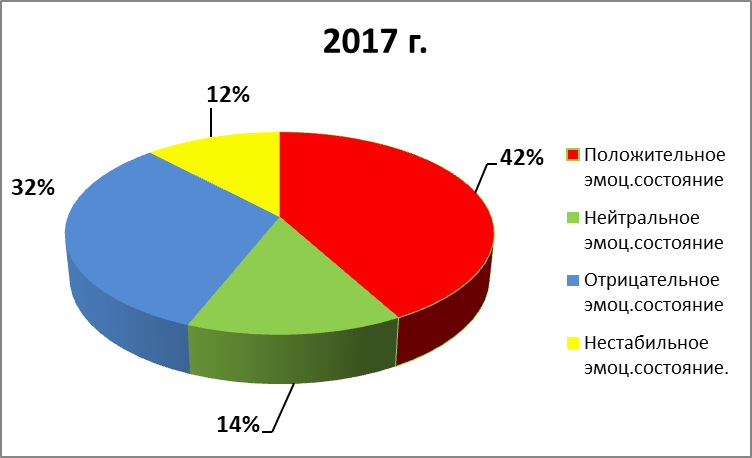 2017 г.
12%
42%
32%
14%
Положительное
эмоц.состояние
Нейтральное
эмоц.состояние
Отрицательное
эмоц.состояние
Нестабильное
эмоц.состояние.